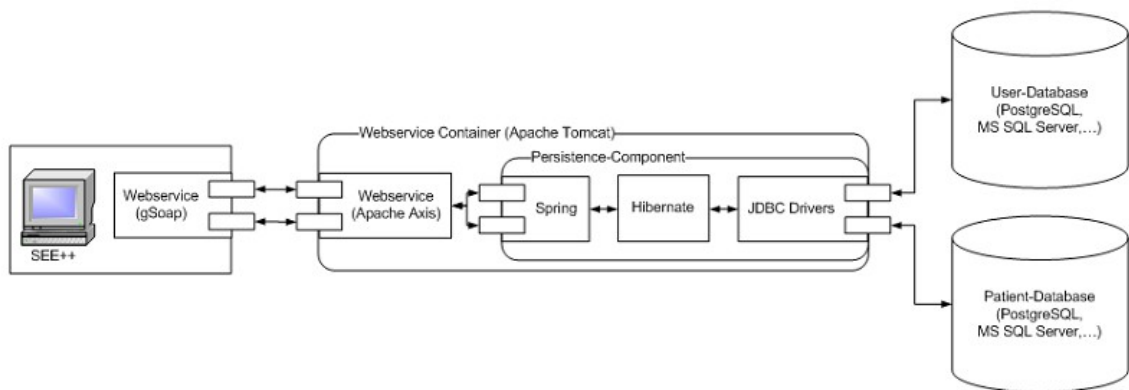 SEE++
Webservice
(gSoap)
Webservice Container (Apache Tomcat)
Webservice
(Apache Axis)
Persistence-Component
Spring
Hibernate
JDBC Drivers
User-Database
(PostgreSQL,
MS SQL Server,...)
Patient-Database
(PostgreSQL,
MS SQL Server,...)